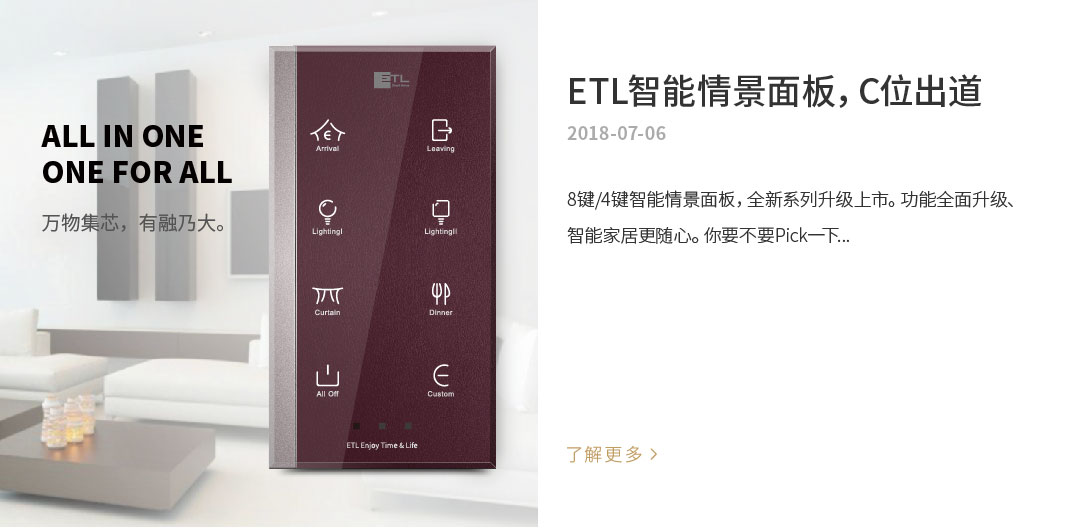 ALL IN ONE
ONE FOR ALL
万物集芯，有融乃大。
ETL
Arrival
Leaving
LightingⅠ
LightingⅡ
Curtain
Dinner
All Off
Custom
ETL Enjoy Time & Life
ETL智能情景面板，C位出道
2018-07-06
8键/4键智能情景面板，全新系列升级上市。功能全面升级、
智能家居更随心。你要不要Pick一下...
了解更多 >